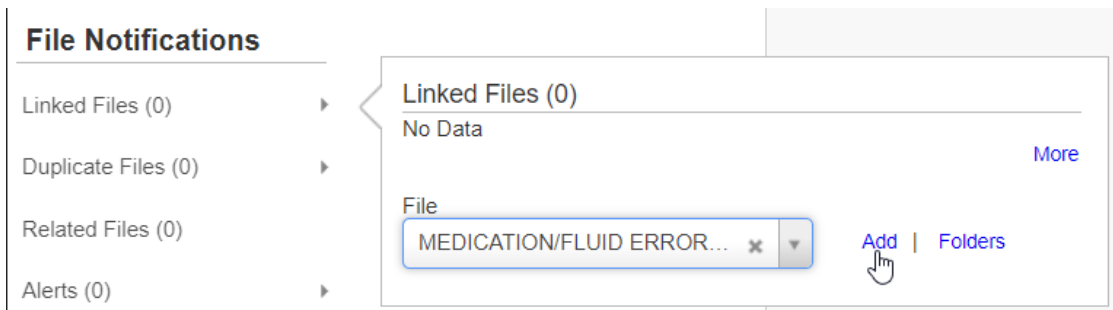 File Notifications
Linked Files (0)
Duplicate Files (0)
Related Files (0)
Alerts (0)
Linked Files (0)
No Data
More
File
MEDICATION/FLUID ERROR...
Add | Folders